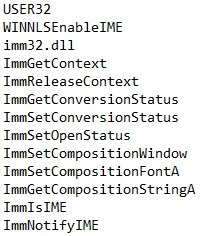 USER32
WINNLSEnableIME
imm32.dll
ImmGetContext
ImmReleaseContext
ImmGetConversionStatus
ImmSetConversionStatus
ImmSetOpenStatus
ImmSetCompositionWindow
ImmSetCompositionFontA
ImmGetCompositionStringA
ImmIsIME
ImmNotifyIME